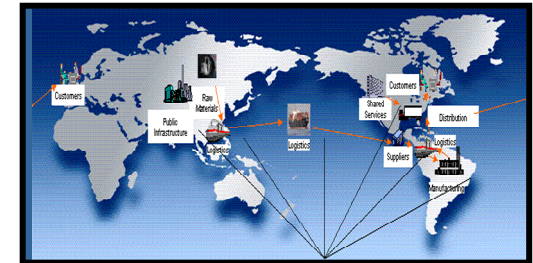 Customers
Raw
Materials
Public
Infrastructure
Logistics
Logistics
Shared
Services
Customers
Distribution
Suppliers
Logistics
Manufacturing